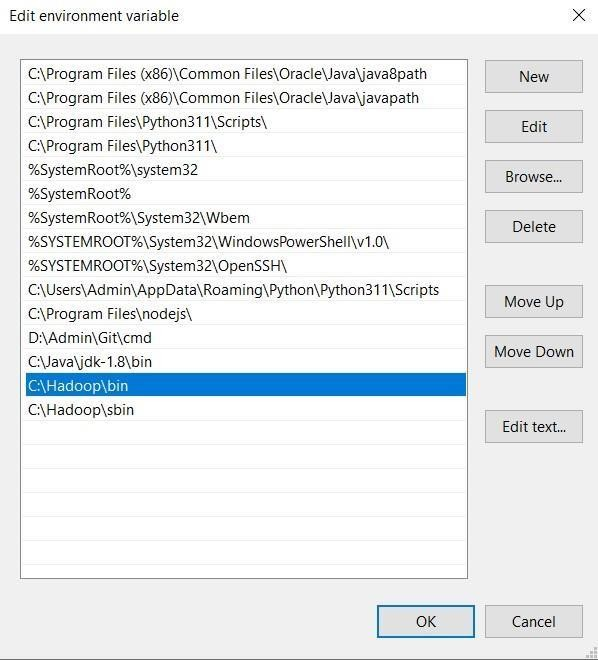 Edit environment variable
C:\Program Files (x86)\Common Files\Oracle\Java\java8path
C:\Program Files (x86)\Common Files\Oracle\Java\javapath
C:\Program Files\Python311\Scripts\
C:\Program Files\Python311\
%SystemRoot%\system32
%SystemRoot%
%SystemRoot%\System32\Wbem
%SYSTEMROOT%\System32\WindowsPowerShell\v1.0\
%SYSTEMROOT%\System32\OpenSSH\
C:\Users\Admin\AppData\Roaming\Python\Python311\Scripts
C:\Program Files\nodejs\
D:\Admin\Git\cmd
C:\Java\jdk-1.8\bin
C:\Hadoop\bin
C:\Hadoop\sbin
New
Edit
Browse...
Delete
Move Up
Move Down
Edit text...
OK
Cancel